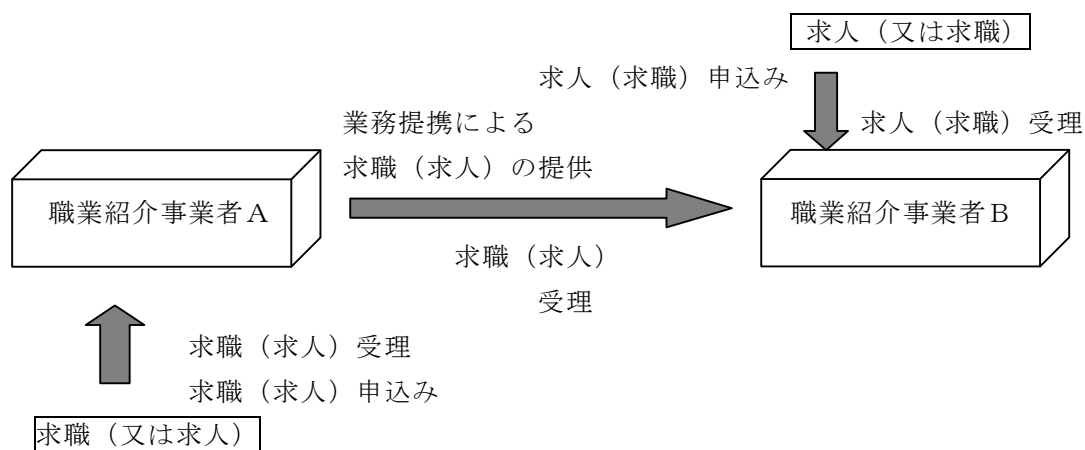 求人（又は求職）
求人（求職）申込み
求人（求職）受理
業務提携による
求職（求人）の提供
職業紹介事業者Ａ
職業紹介事業者Ｂ
求職（求人）
受理
求職（求人）受理
求職（求人）申込み
求職（又は求人）